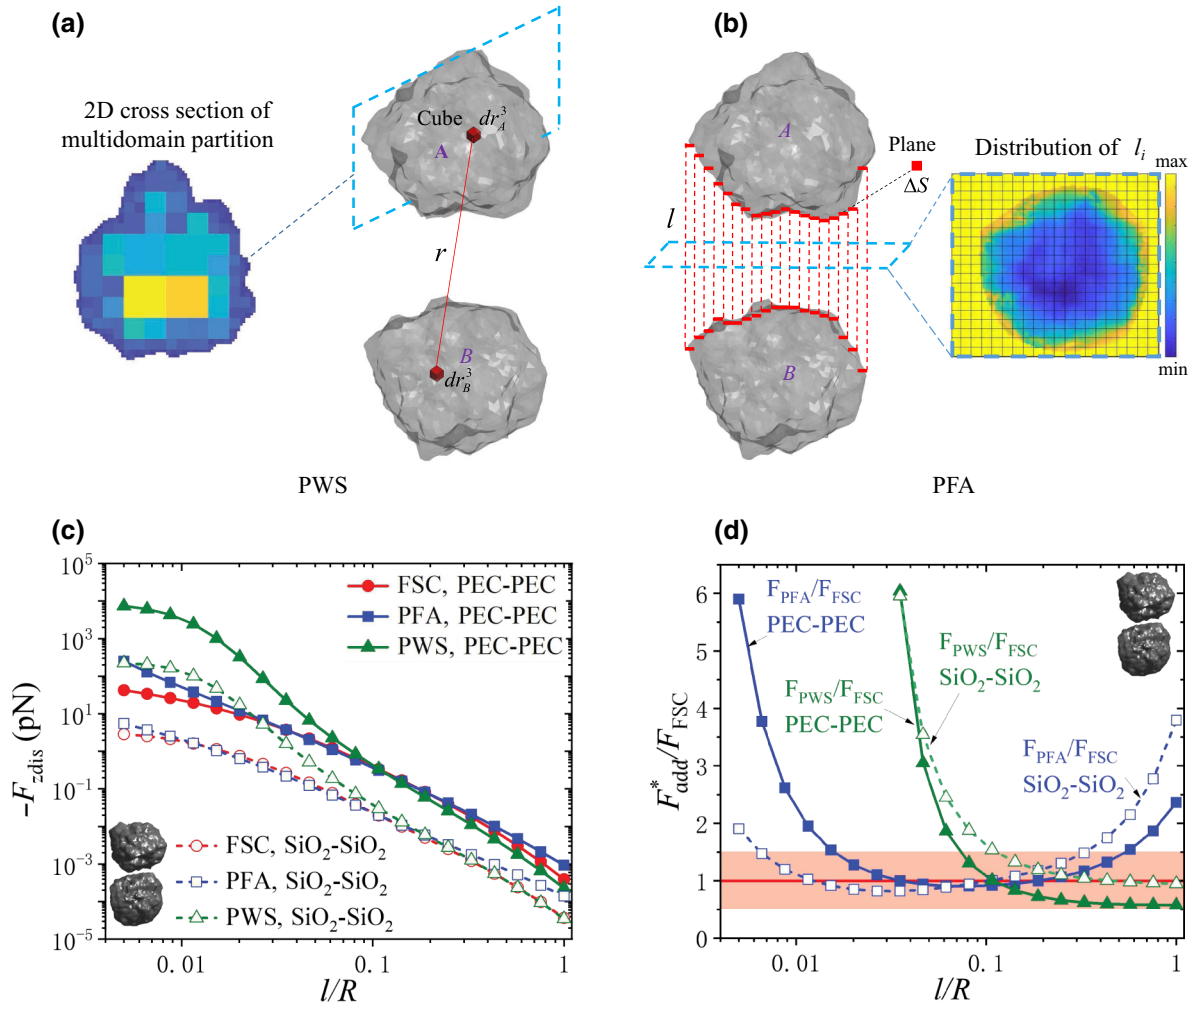 (a)
2D cross section of
multidomain partition
Cube
dr_A^3
A
r
B
dr_B^3
PWS
(b)
A
Plane
ΔS
l
B
Distribution of l_i
max
min
PFA
(c)
10^5
10^3
10^1
10^-1
10^-3
10^-5
-F_zdis (pN)
FSC, PEC-PEC
PFA, PEC-PEC
PWS, PEC-PEC
FSC, SiO2-SiO2
PFA, SiO2-SiO2
PWS, SiO2-SiO2
0.01
0.1
1
l/R
(d)
6
5
4
3
2
1
0
F*_add/F_FSC
F_PFA/F_FSC
PEC-PEC
F_PWS/F_FSC
SiO2-SiO2
F_PWS/F_FSC
PEC-PEC
F_PFA/F_FSC
SiO2-SiO2
0.01
0.1
1
l/R